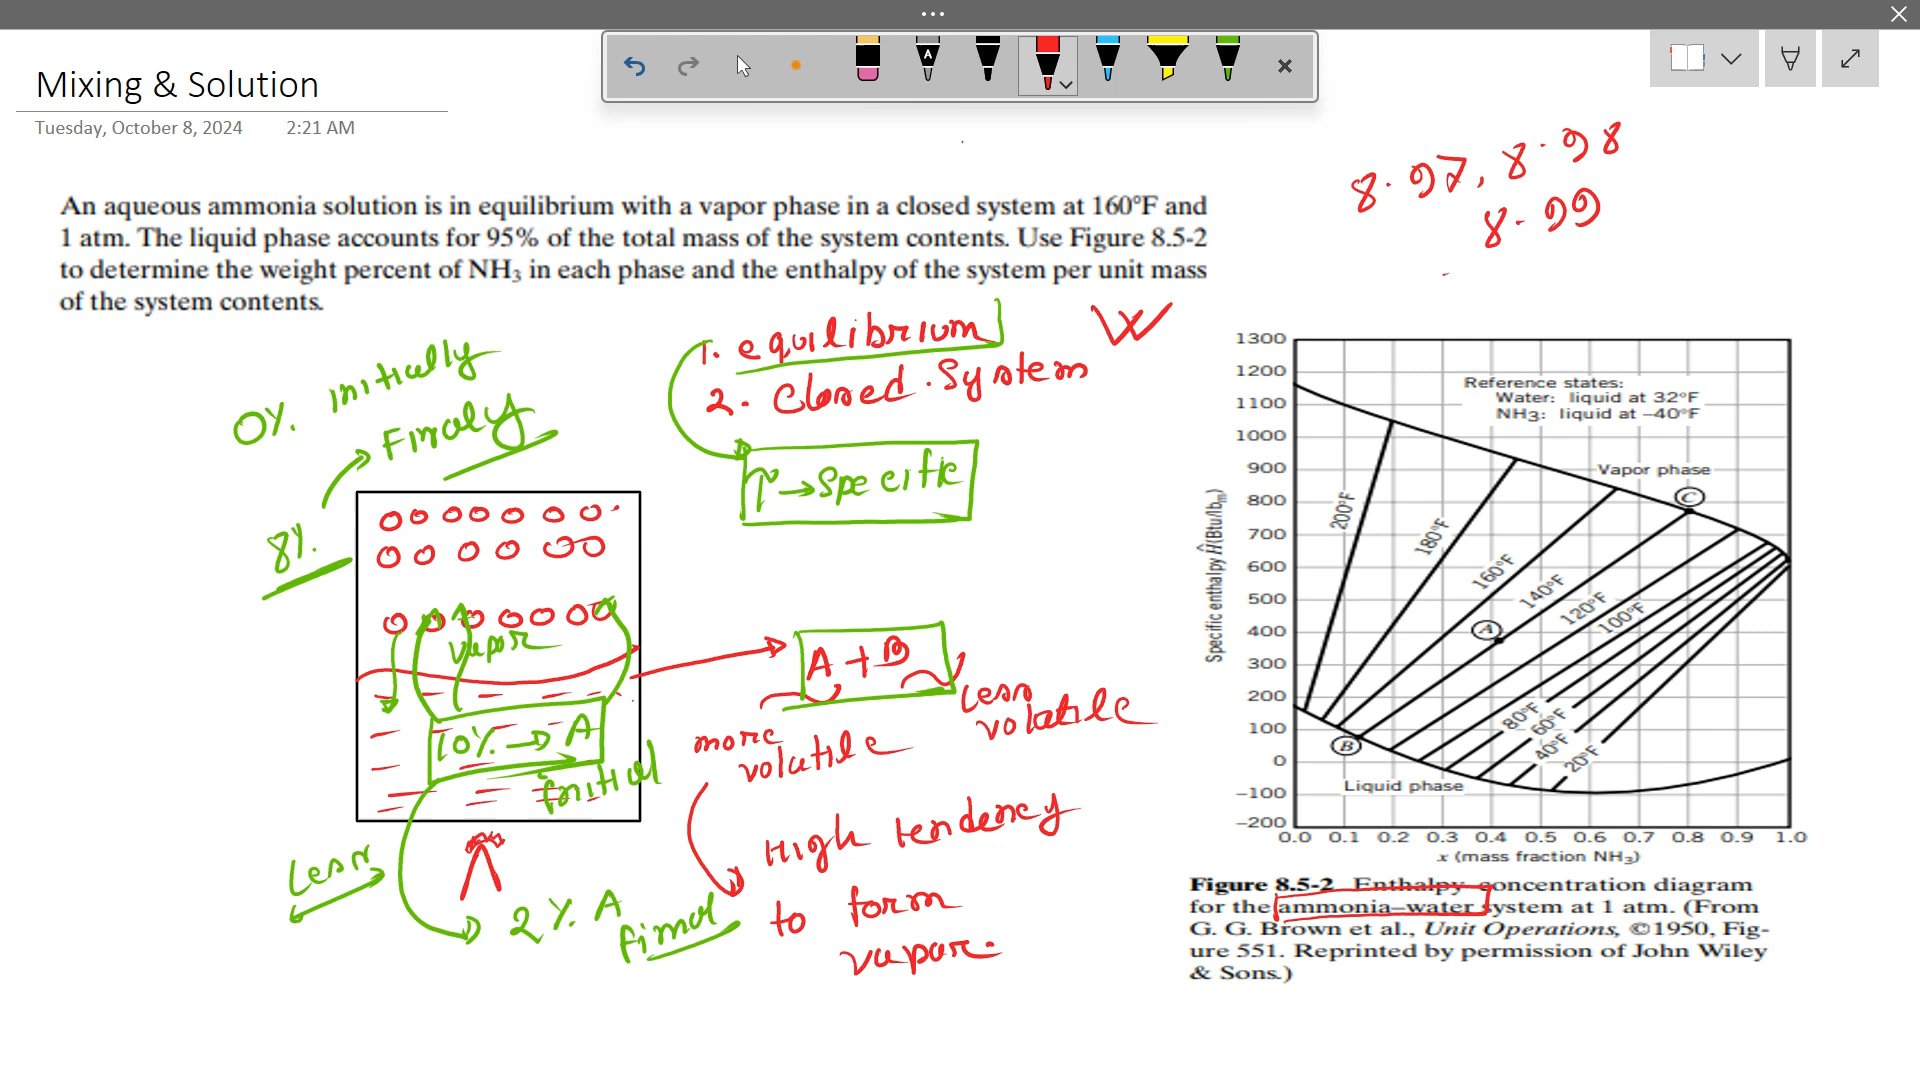 Mixing & Solution
Tuesday, October 8, 2024 2:21 AM
8.97, 8.98
8.99
An aqueous ammonia solution is in equilibrium with a vapor phase in a closed system at 160°F and
1 atm. The liquid phase accounts for 95% of the total mass of the system contents. Use Figure 8.5-2
to determine the weight percent of NH3 in each phase and the enthalpy of the system per unit mass
of the system contents.
0%. initially
8%. → Finaly
1. equilibrium
2. Closed System
T → Specific
vapor
10% → A
initial
Less
2% A
final
A + B
more
volatile
Less
volatile
High tendency
to form
vapor.
1300
1200
1100
1000
900
800
700
600
500
400
300
200
100
0
−100
−200
Specific enthalpy Ĥ(Btu/lbm)
Reference states:
Water: liquid at 32°F
NH3: liquid at −40°F
Vapor phase
C
200°F
180°F
160°F
140°F
120°F
100°F
A
80°F
60°F
40°F
20°F
B
Liquid phase
0.0 0.1 0.2 0.3 0.4 0.5 0.6 0.7 0.8 0.9 1.0
x (mass fraction NH3)
Figure 8.5-2 Enthalpy-concentration diagram
for the ammonia–water system at 1 atm. (From
G. G. Brown et al., Unit Operations, ©1950, Fig-
ure 551. Reprinted by permission of John Wiley
& Sons.)